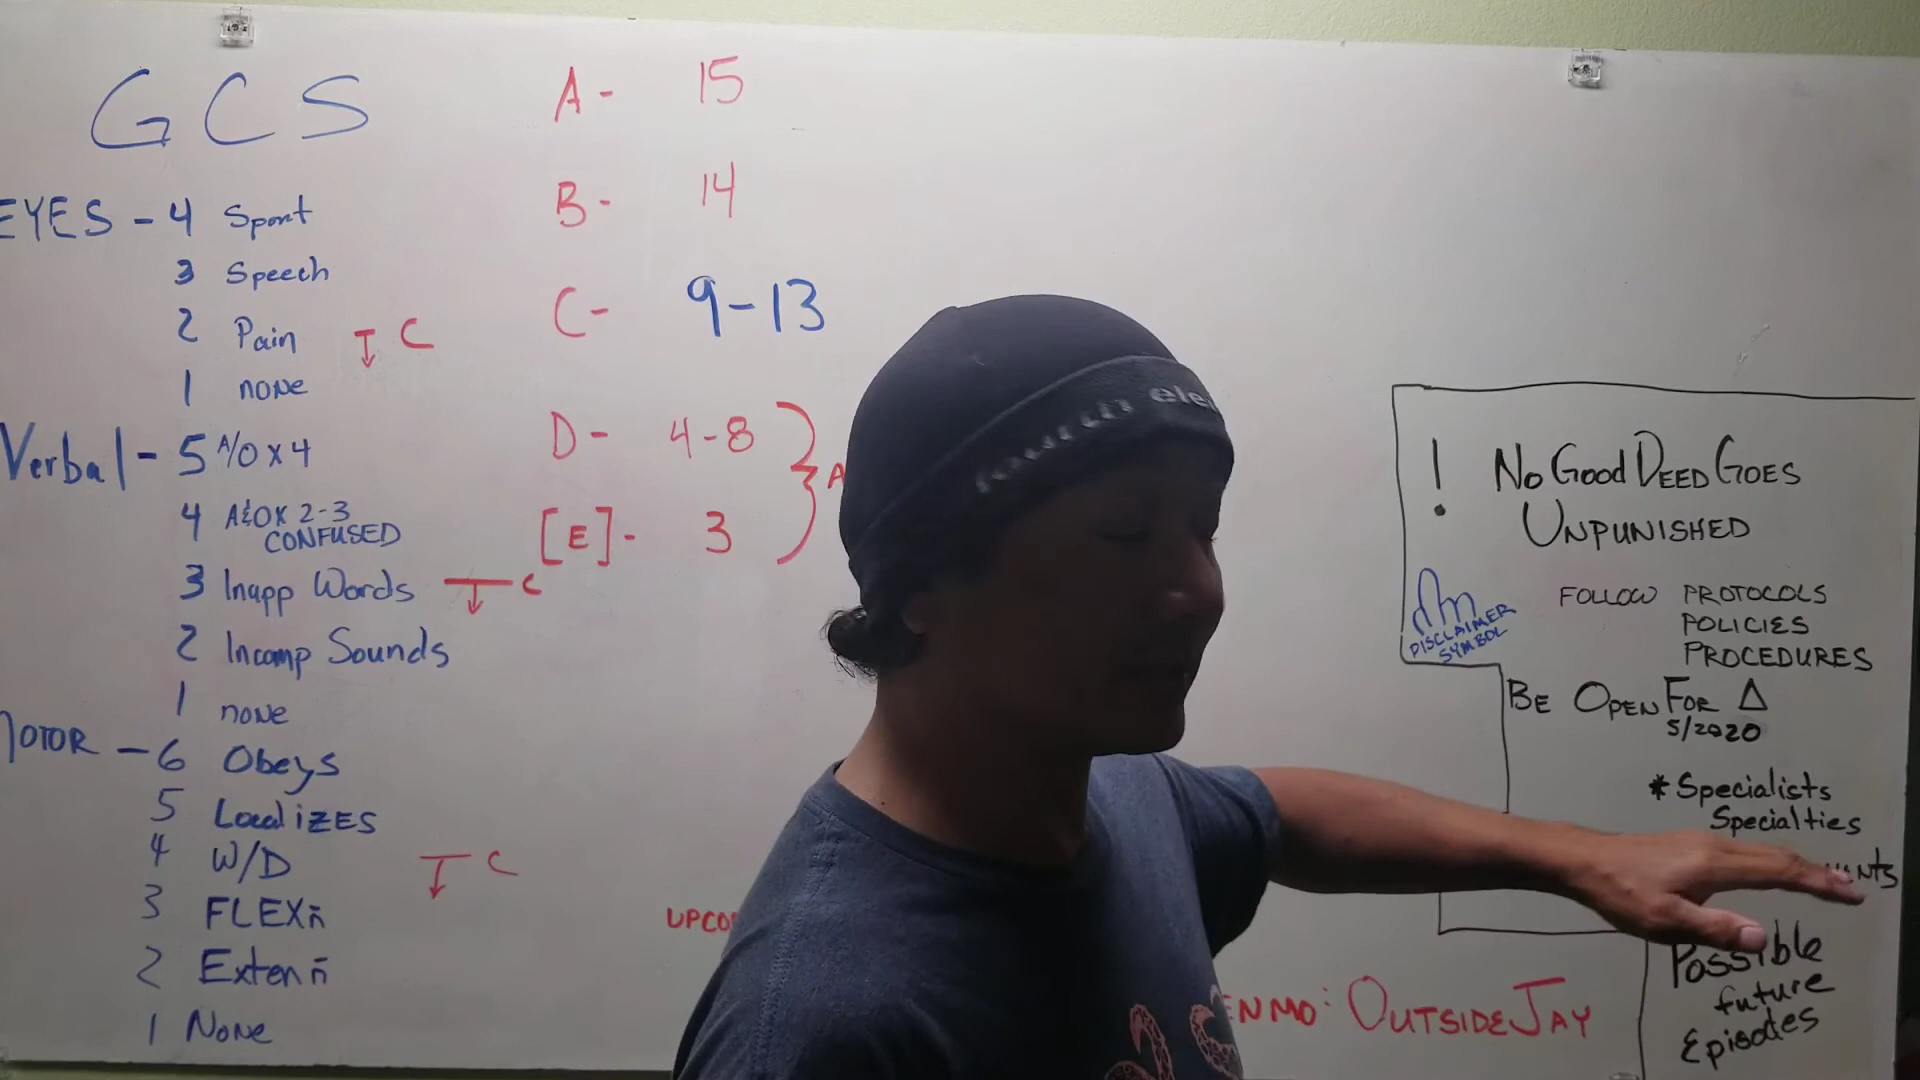 GCS
EYES - 4 Spont
3 Speech
2 Pain ↓ C
1 none
Verbal - 5 A/O x 4
4 A&OX 2-3
CONFUSED
3 Inapp Words ↓ C
2 Incomp Sounds
1 none
MOTOR - 6 Obeys
5 LocaliZES
4 W/D ↓ C
3 FLEXn̄
2 Extenn̄
1 None
A - 15
B - 14
C - 9-13
D - 4-8
[E] - 3
A
! No Good DEED GOES
UNPUNISHED
FOLLOW PROTOCOLS
POLICIES
PROCEDURES
DISCLAIMER
SYMBOL
BE OPEN FOR Δ
5/2020
* Specialists
Specialties
Possible
future
Episodes
UPCO
ENMO: OUTSIDEJAY